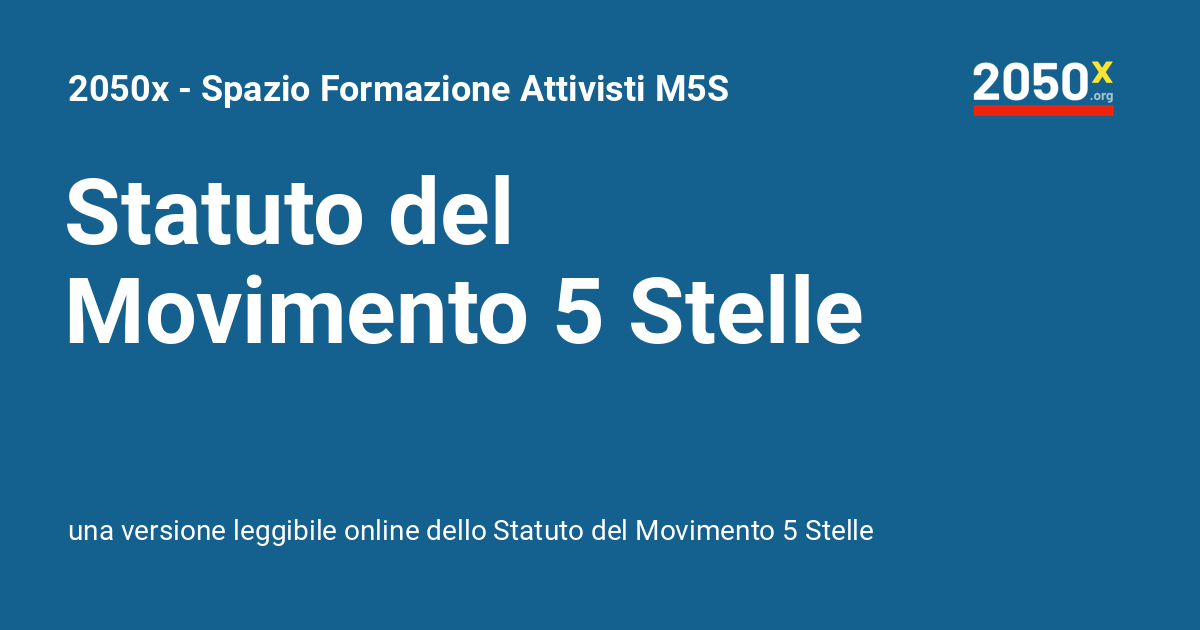 2050x - Spazio Formazione Attivisti M5S
2050x
.org
Statuto del
Movimento 5 Stelle
una versione leggibile online dello Statuto del Movimento 5 Stelle